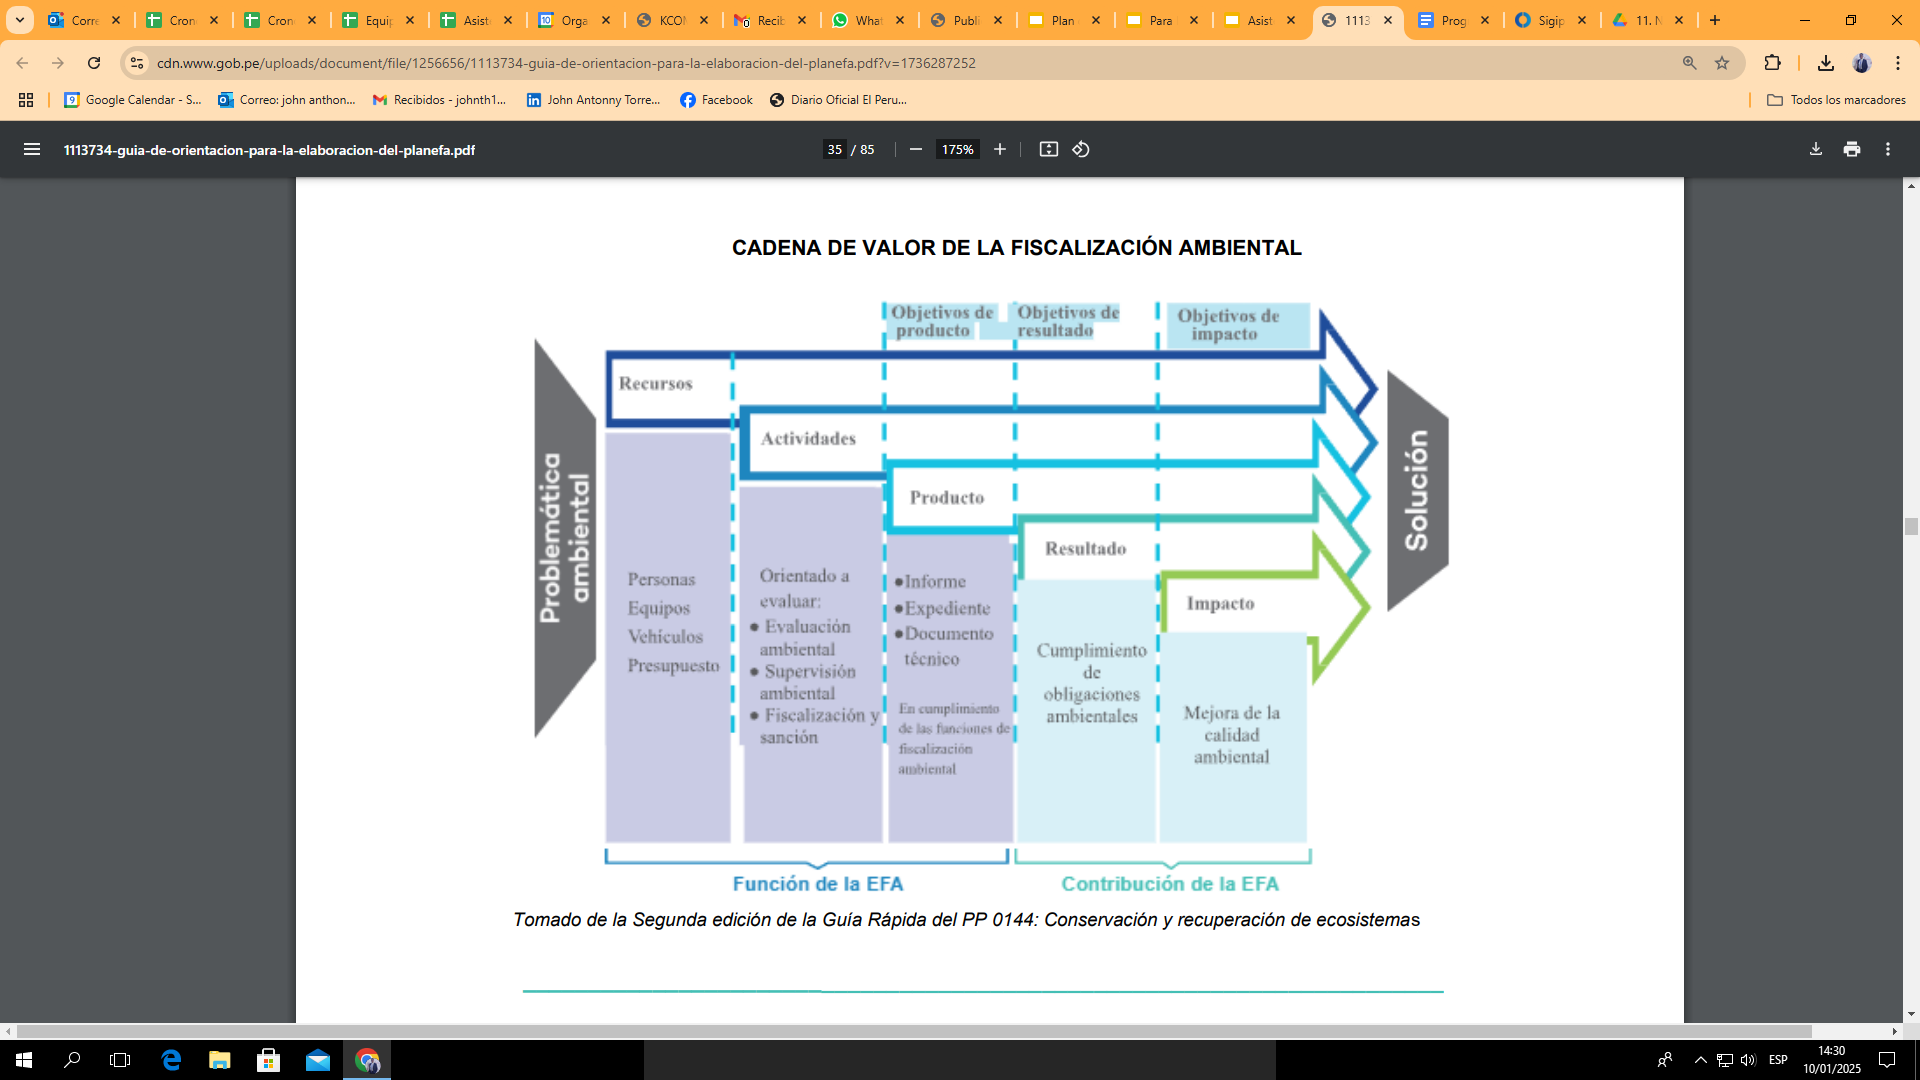 Corre
Cron
Cron
Equip
Asist
10
Orga
KCOM
0
Recib
What
Publi
Plan
Para
Asist
1113
Prog
Sigip
11. N
cdn.www.gob.pe/uploads/document/file/1256656/1113734-guia-de-orientacion-para-la-elaboracion-del-planefa.pdf?v=1736287252
9
Google Calendar - S...
Correo: john anthon...
Recibidos - johnth1...
John Antonny Torre...
Facebook
Diario Oficial El Peru...
Todos los marcadores
1113734-guia-de-orientacion-para-la-elaboracion-del-planefa.pdf
35 / 85
175%
CADENA DE VALOR DE LA FISCALIZACIÓN AMBIENTAL
Objetivos de
producto
Objetivos de
resultado
Objetivos de
impacto
Problemática
ambiental
Recursos
Personas
Equipos
Vehículos
Presupuesto
Actividades
Orientado a
evaluar:
● Evaluación
ambiental
● Supervisión
ambiental
● Fiscalización y
sanción
Producto
●Informe
●Expediente
●Documento
técnico
En cumplimiento
de las funciones de
fiscalización
ambiental
Resultado
Cumplimiento
de
obligaciones
ambientales
Impacto
Mejora de la
calidad
ambiental
Solución
Función de la EFA
Contribución de la EFA
Tomado de la Segunda edición de la Guía Rápida del PP 0144: Conservación y recuperación de ecosistemas
ESP
14:30
10/01/2025